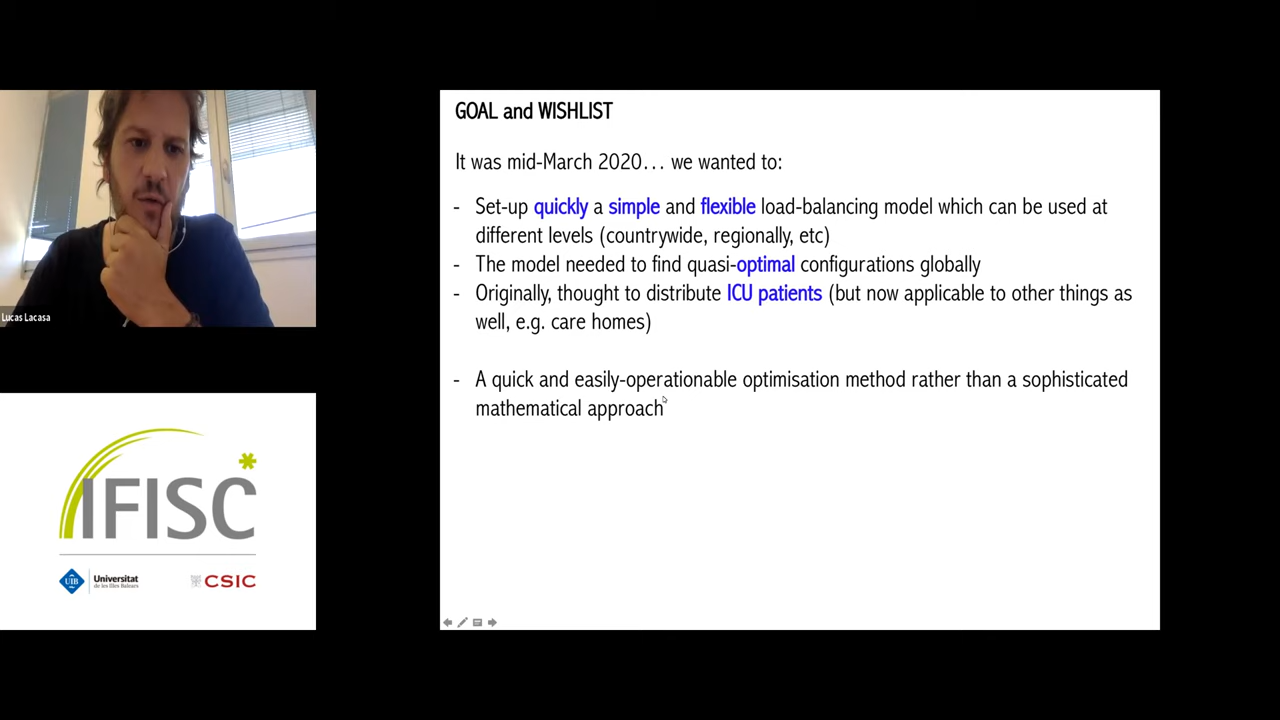 GOAL and WISHLIST
It was mid-March 2020… we wanted to:
- Set-up quickly a simple and flexible load-balancing model which can be used at
different levels (countrywide, regionally, etc)
- The model needed to find quasi-optimal configurations globally
- Originally, thought to distribute ICU patients (but now applicable to other things as
well, e.g. care homes)
- A quick and easily-operationable optimisation method rather than a sophisticated
mathematical approach
Lucas Lacasa
IFISC
UIB
Universitat
de les Illes Balears
CSIC